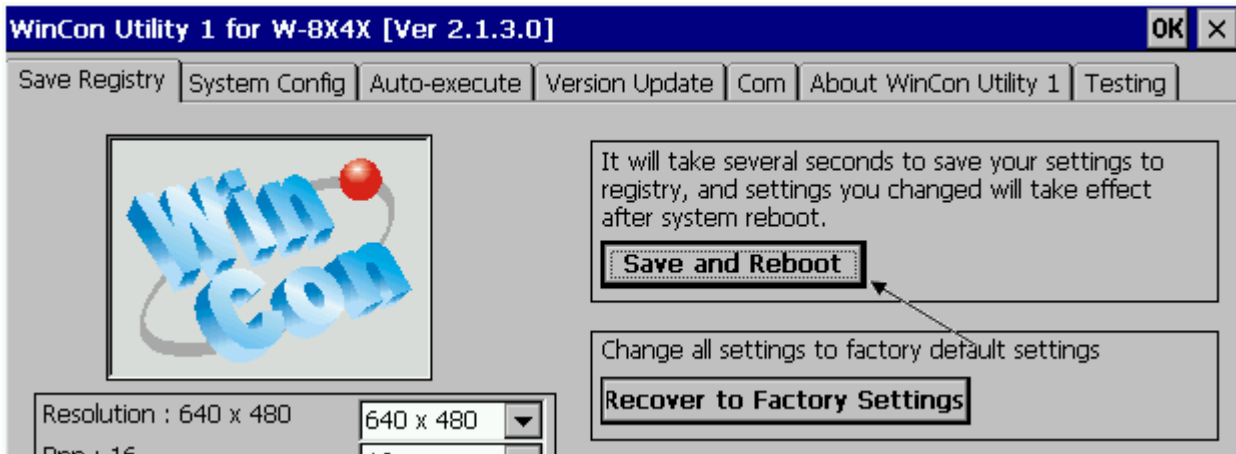 WinCon Utility 1 for W-8X4X [Ver 2.1.3.0]
OK
Save Registry System Config Auto-execute Version Update Com About WinCon Utility 1 Testing
Win
Con
It will take several seconds to save your settings to
registry, and settings you changed will take effect
after system reboot.
Save and Reboot
Change all settings to factory default settings
Recover to Factory Settings
Resolution : 640 x 480
640 x 480